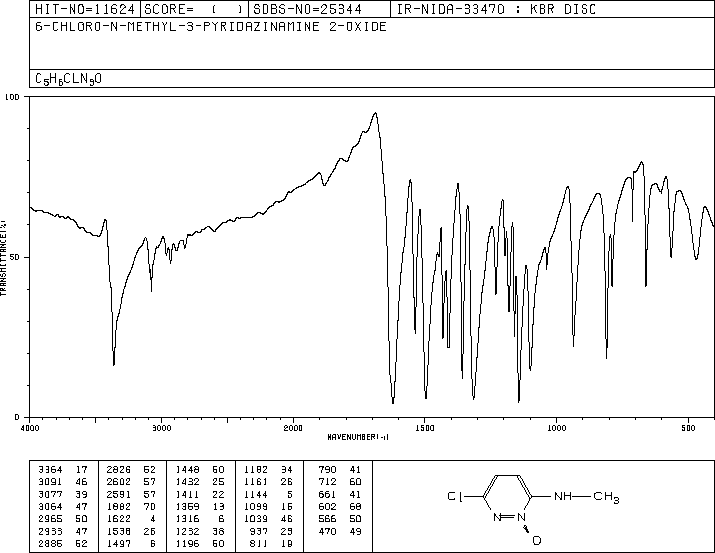 HIT-NO=11624 SCORE= ( ) SDBS-NO=25344 IR-NIDA-33470 : KBR DISC
6-CHLORO-N-METHYL-3-PYRIDAZINAMINE 2-OXIDE
C5H6CLN3O
100
50
0
TRANSMITTANCE(%)
4000 3000 2000 1500 1000 500
WAVENUMBER(-1)
3364 17 2826 62 1448 50 1182 34 790 41
3091 46 2602 57 1432 25 1161 26 712 60
3077 39 2591 57 1411 22 1144 5 661 41
3064 47 1882 70 1359 13 1099 15 602 68
2965 50 1622 4 1316 6 1039 46 566 50
2933 47 1538 26 1232 38 937 23 470 49
2885 52 1497 6 1196 50 811 19
Cl N N NH CH3
O